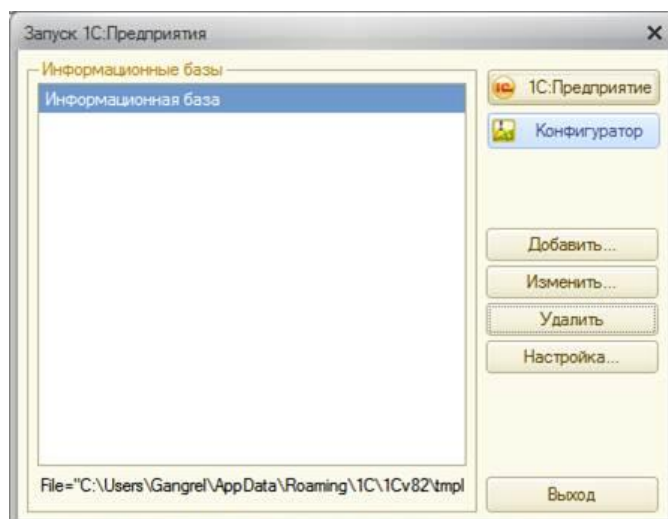 Запуск 1С:Предприятия
Информационные базы
Информационная база
1С:Предприятие
Конфигуратор
Добавить...
Изменить...
Удалить
Настройка...
File="C:\Users\Gangrel\AppData\Roaming\1C\1Cv82\tmpl
Выход